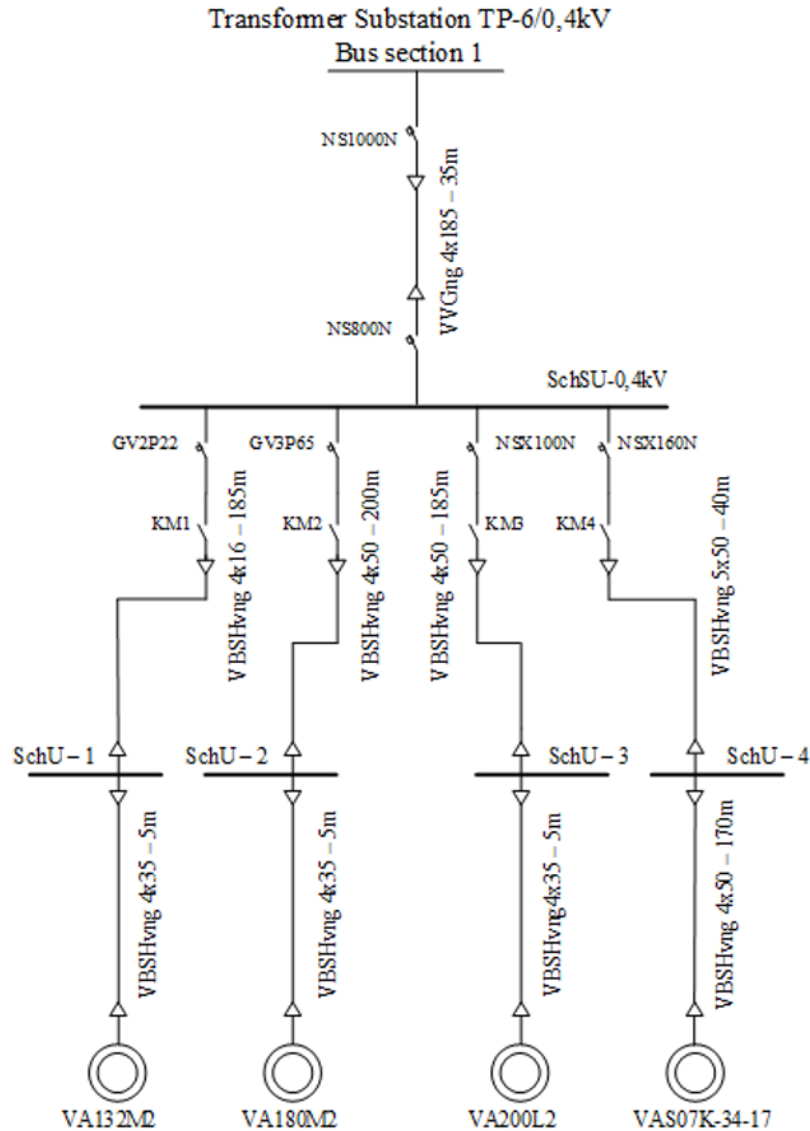 Transformer Substation TP-6/0,4kV
Bus section 1
NS1000N
VVGng 4x185 – 35m
NS800N
SchSU-0,4kV
GV2P22
GV3P65
NSX100N
NSX160N
KM1
KM2
KM3
KM4
VBSHvng 4x16 – 185m
VBSHvng 4x50 – 200m
VBSHvng 4x50 – 185m
VBSHvng 5x50 – 40m
SchU – 1
SchU – 2
SchU – 3
SchU – 4
VBSHvng 4x35 – 5m
VBSHvng 4x35 – 5m
VBSHvng4x35 – 5m
VBSHvng 4x50 – 170m
VA132M2
VA180M2
VA200L2
VAS07K-34-17